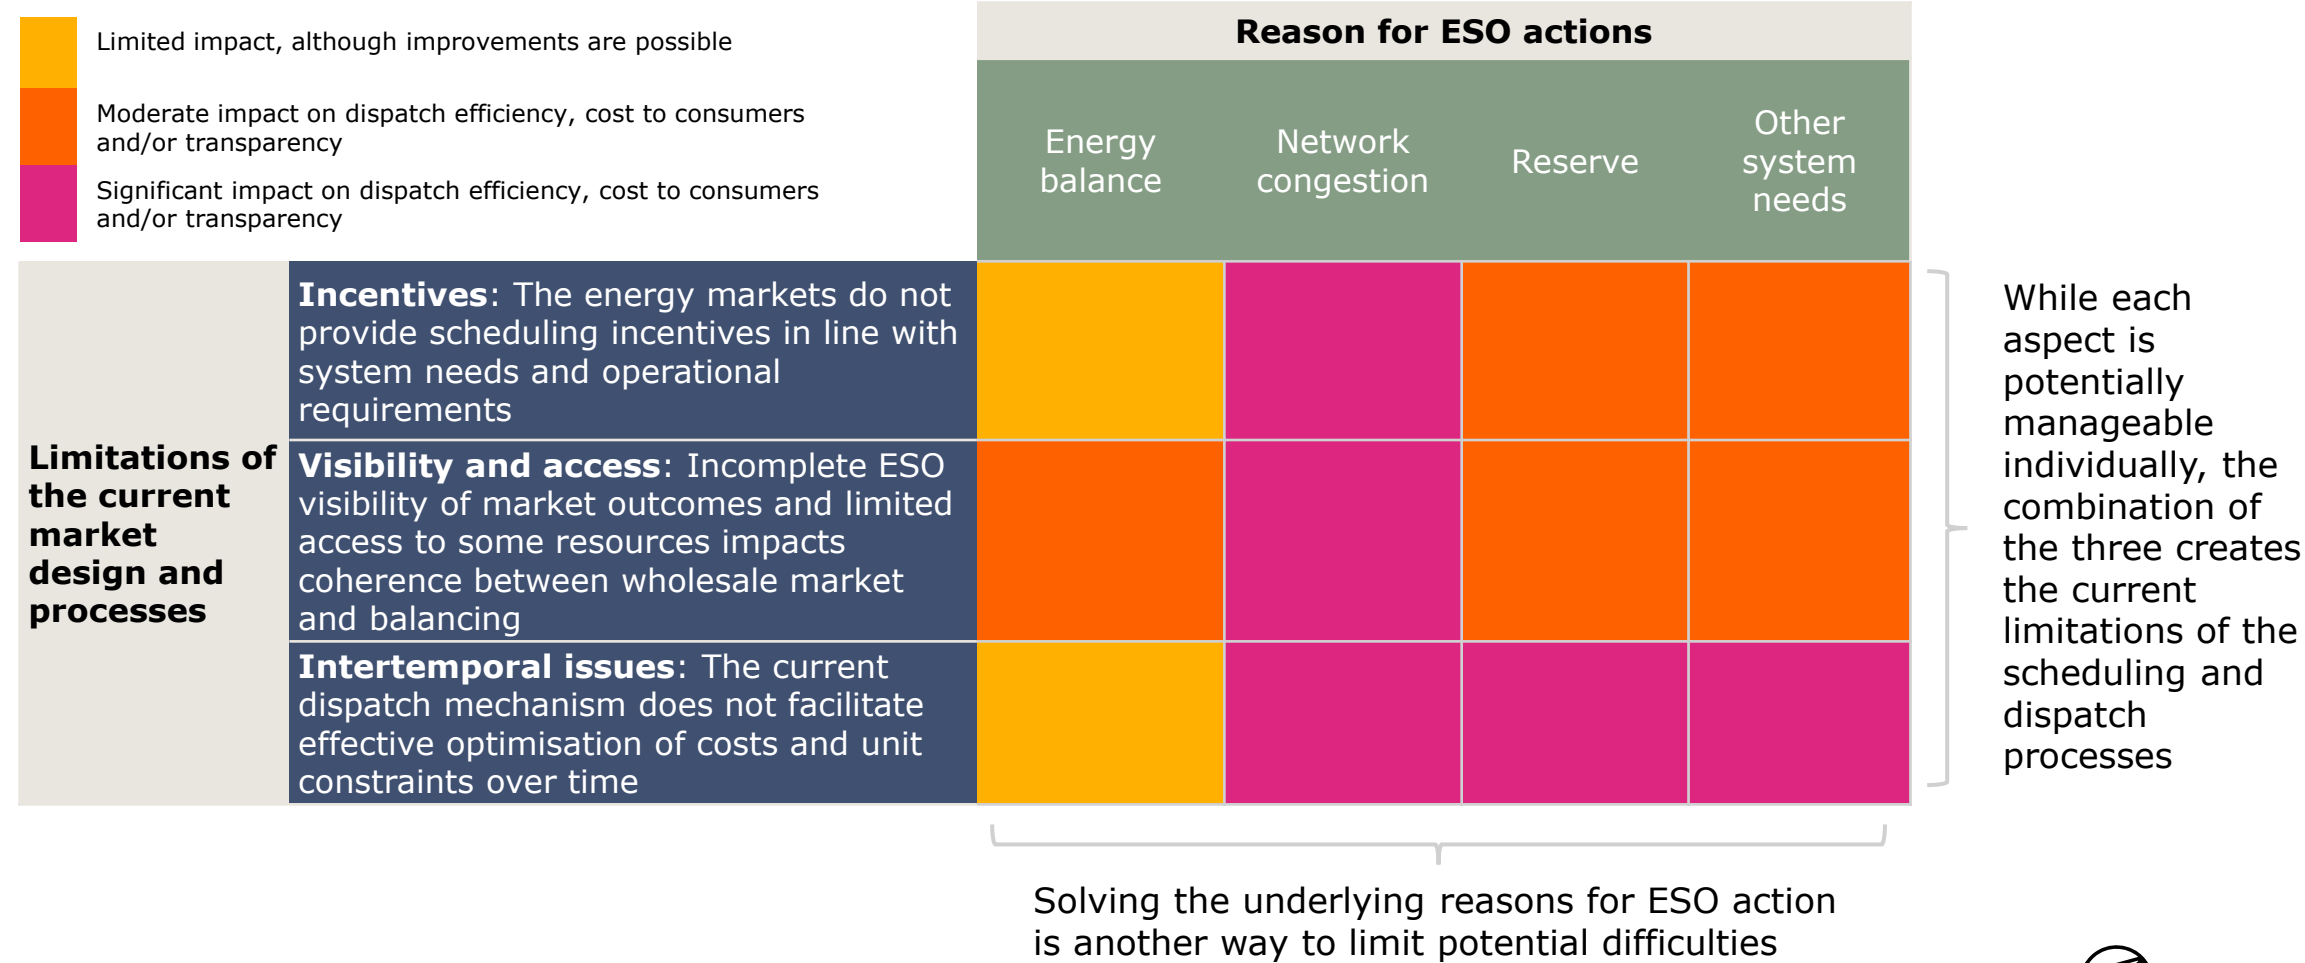 Limited impact, although improvements are possible
Moderate impact on dispatch efficiency, cost to consumers
and/or transparency
Significant impact on dispatch efficiency, cost to consumers
and/or transparency
Reason for ESO actions
Energy
balance
Network
congestion
Reserve
Other
system
needs
Limitations of
the current
market
design and
processes
Incentives: The energy markets do not
provide scheduling incentives in line with
system needs and operational
requirements
Visibility and access: Incomplete ESO
visibility of market outcomes and limited
access to some resources impacts
coherence between wholesale market
and balancing
Intertemporal issues: The current
dispatch mechanism does not facilitate
effective optimisation of costs and unit
constraints over time
While each
aspect is
potentially
manageable
individually, the
combination of
the three creates
the current
limitations of the
scheduling and
dispatch
processes
Solving the underlying reasons for ESO action
is another way to limit potential difficulties